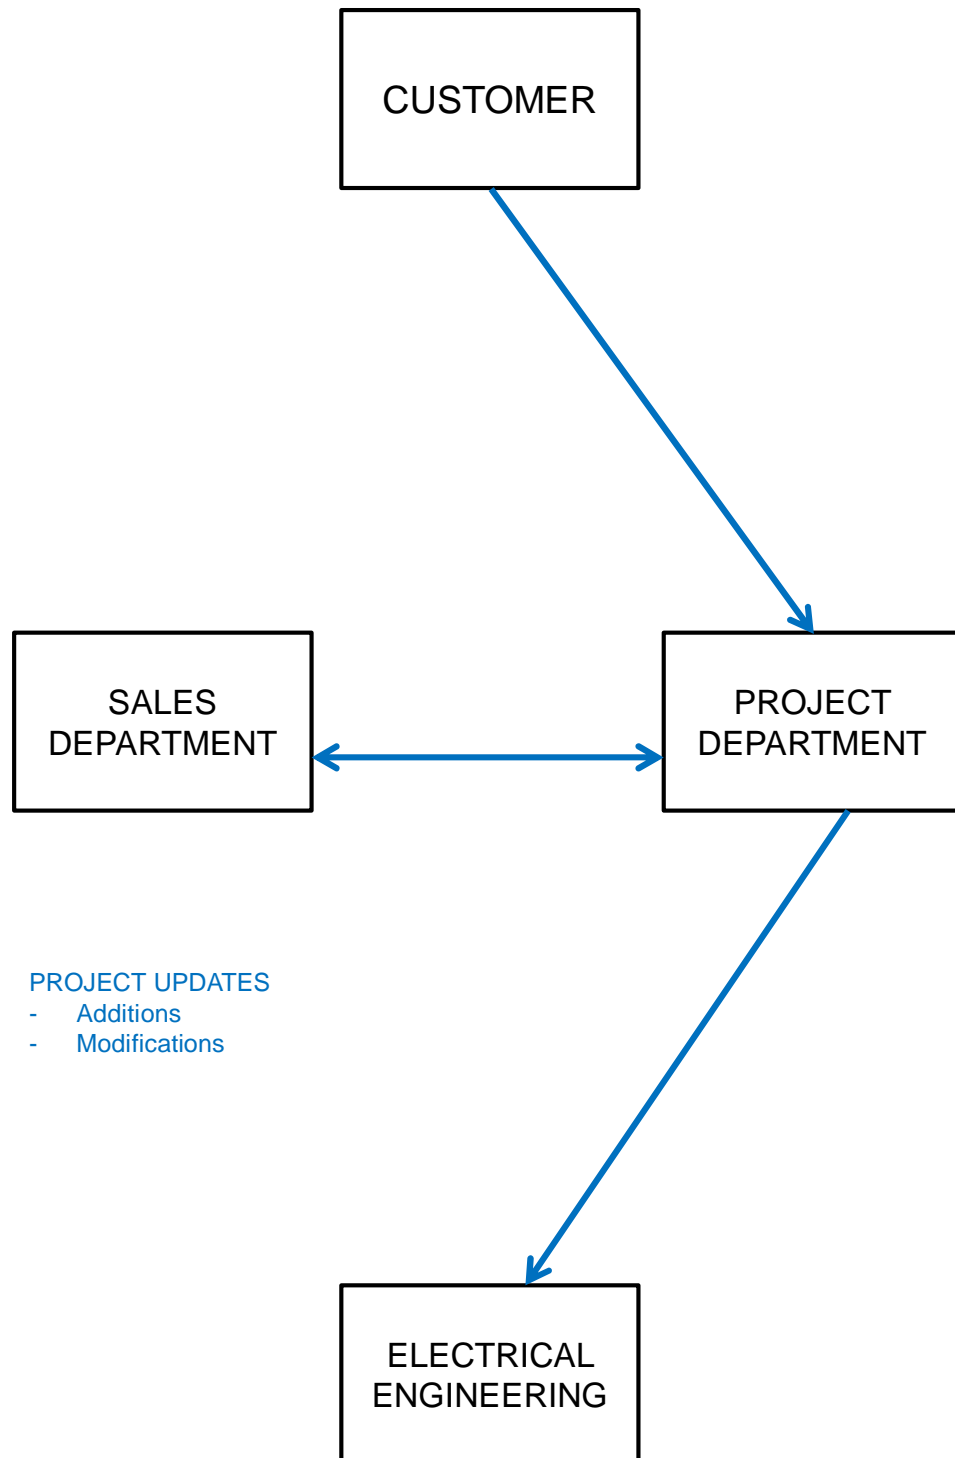 CUSTOMER
SALES
DEPARTMENT
PROJECT
DEPARTMENT
PROJECT UPDATES
- Additions
- Modifications
ELECTRICAL
ENGINEERING